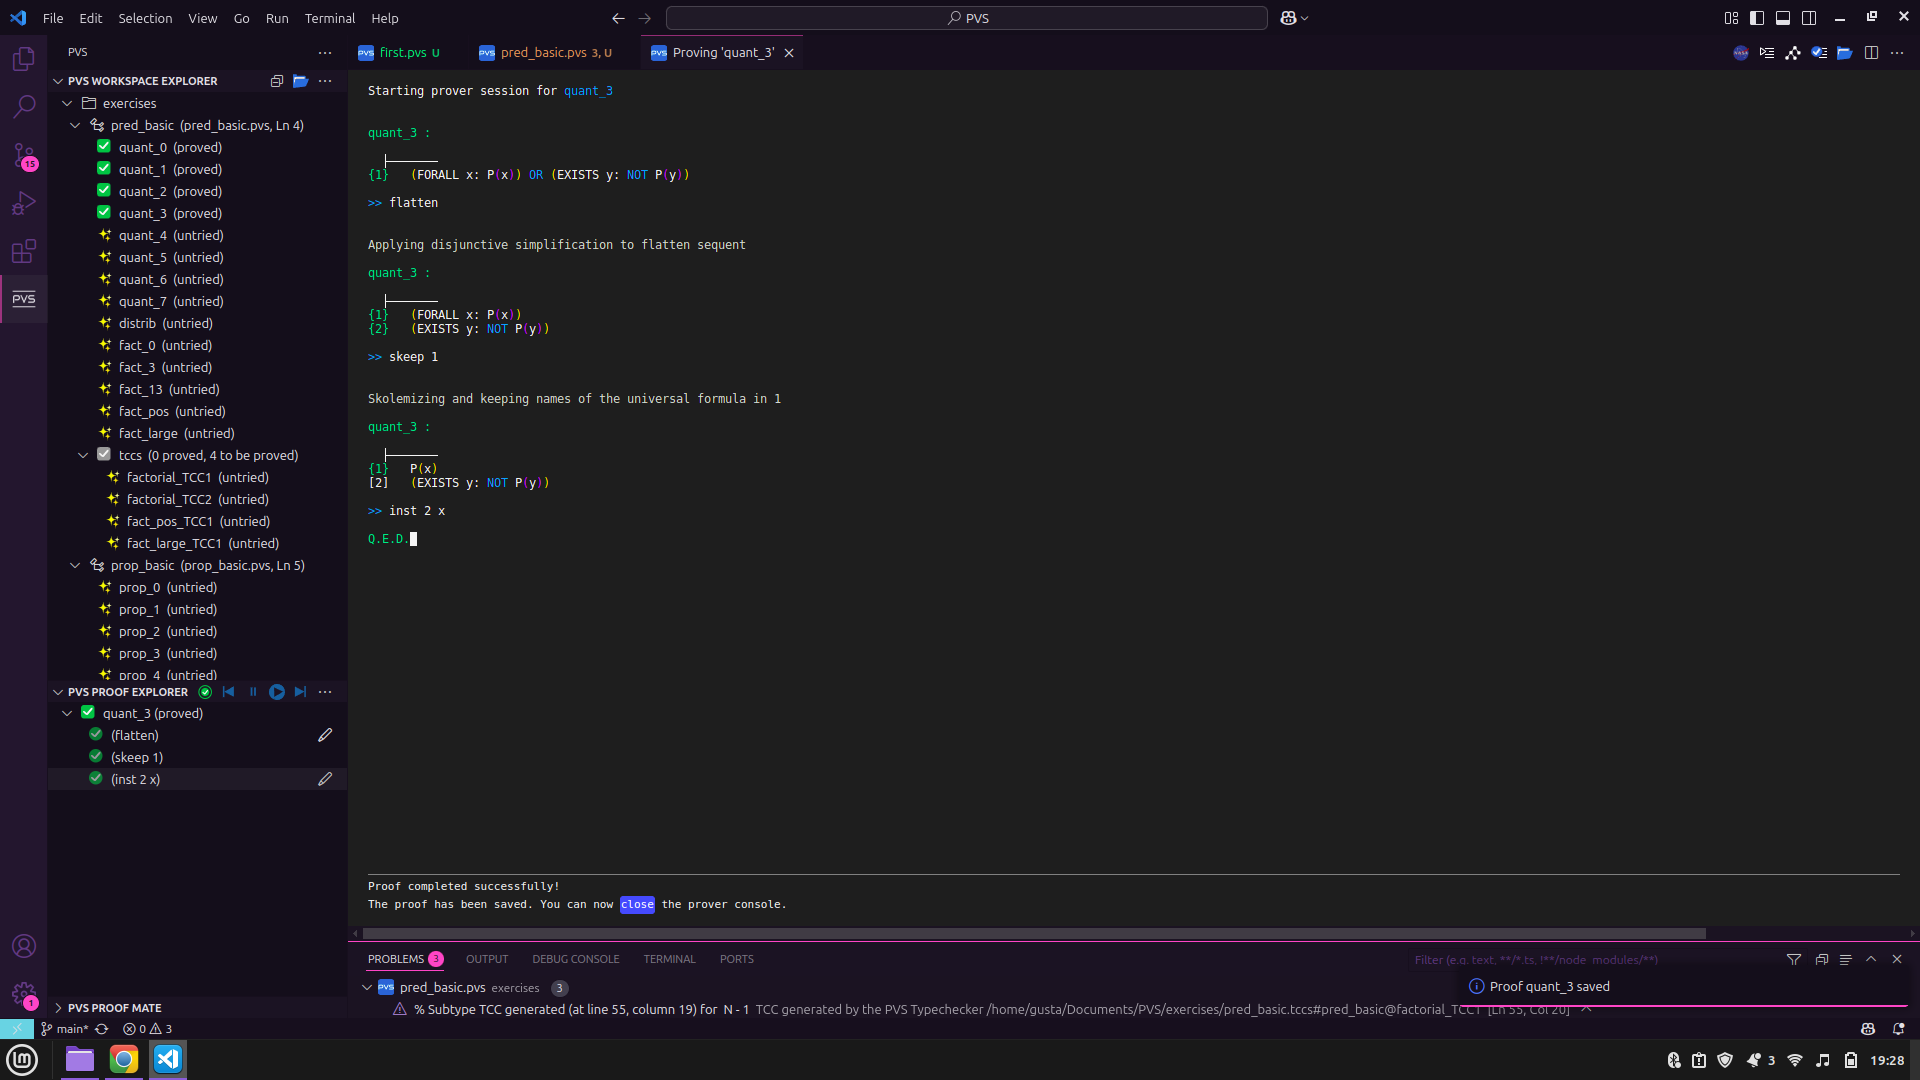 File Edit Selection View Go Run Terminal Help
PVS
PVS
first.pvs U
pred_basic.pvs 3, U
Proving 'quant_3'
PVS WORKSPACE EXPLORER
exercises
pred_basic (pred_basic.pvs, Ln 4)
quant_0 (proved)
quant_1 (proved)
quant_2 (proved)
quant_3 (proved)
quant_4 (untried)
quant_5 (untried)
quant_6 (untried)
quant_7 (untried)
distrib (untried)
fact_0 (untried)
fact_3 (untried)
fact_13 (untried)
fact_pos (untried)
fact_large (untried)
tccs (0 proved, 4 to be proved)
factorial_TCC1 (untried)
factorial_TCC2 (untried)
fact_pos_TCC1 (untried)
fact_large_TCC1 (untried)
prop_basic (prop_basic.pvs, Ln 5)
prop_0 (untried)
prop_1 (untried)
prop_2 (untried)
prop_3 (untried)
prop_4 (untried)
15
PVS
1
PVS PROOF EXPLORER
quant_3 (proved)
(flatten)
(skeep 1)
(inst 2 x)
PVS PROOF MATE
Starting prover session for quant_3
quant_3 :
|-------
{1} (FORALL x: P(x)) OR (EXISTS y: NOT P(y))
>> flatten
Applying disjunctive simplification to flatten sequent
quant_3 :
|-------
{1} (FORALL x: P(x))
{2} (EXISTS y: NOT P(y))
>> skeep 1
Skolemizing and keeping names of the universal formula in 1
quant_3 :
|-------
{1} P(x)
[2] (EXISTS y: NOT P(y))
>> inst 2 x
Q.E.D.
Proof completed successfully!
The proof has been saved. You can now close the prover console.
PROBLEMS 3 OUTPUT DEBUG CONSOLE TERMINAL PORTS
Filter (e.g. text, **/*.ts, !**/node_modules/**)
pred_basic.pvs exercises 3
% Subtype TCC generated (at line 55, column 19) for N - 1 TCC generated by the PVS Typechecker /home/gusta/Documents/PVS/exercises/pred_basic.tccs#pred_basic@factorial_TCC1 [Ln 55, Col 20]
Proof quant_3 saved
main* 0 3
3 19:28